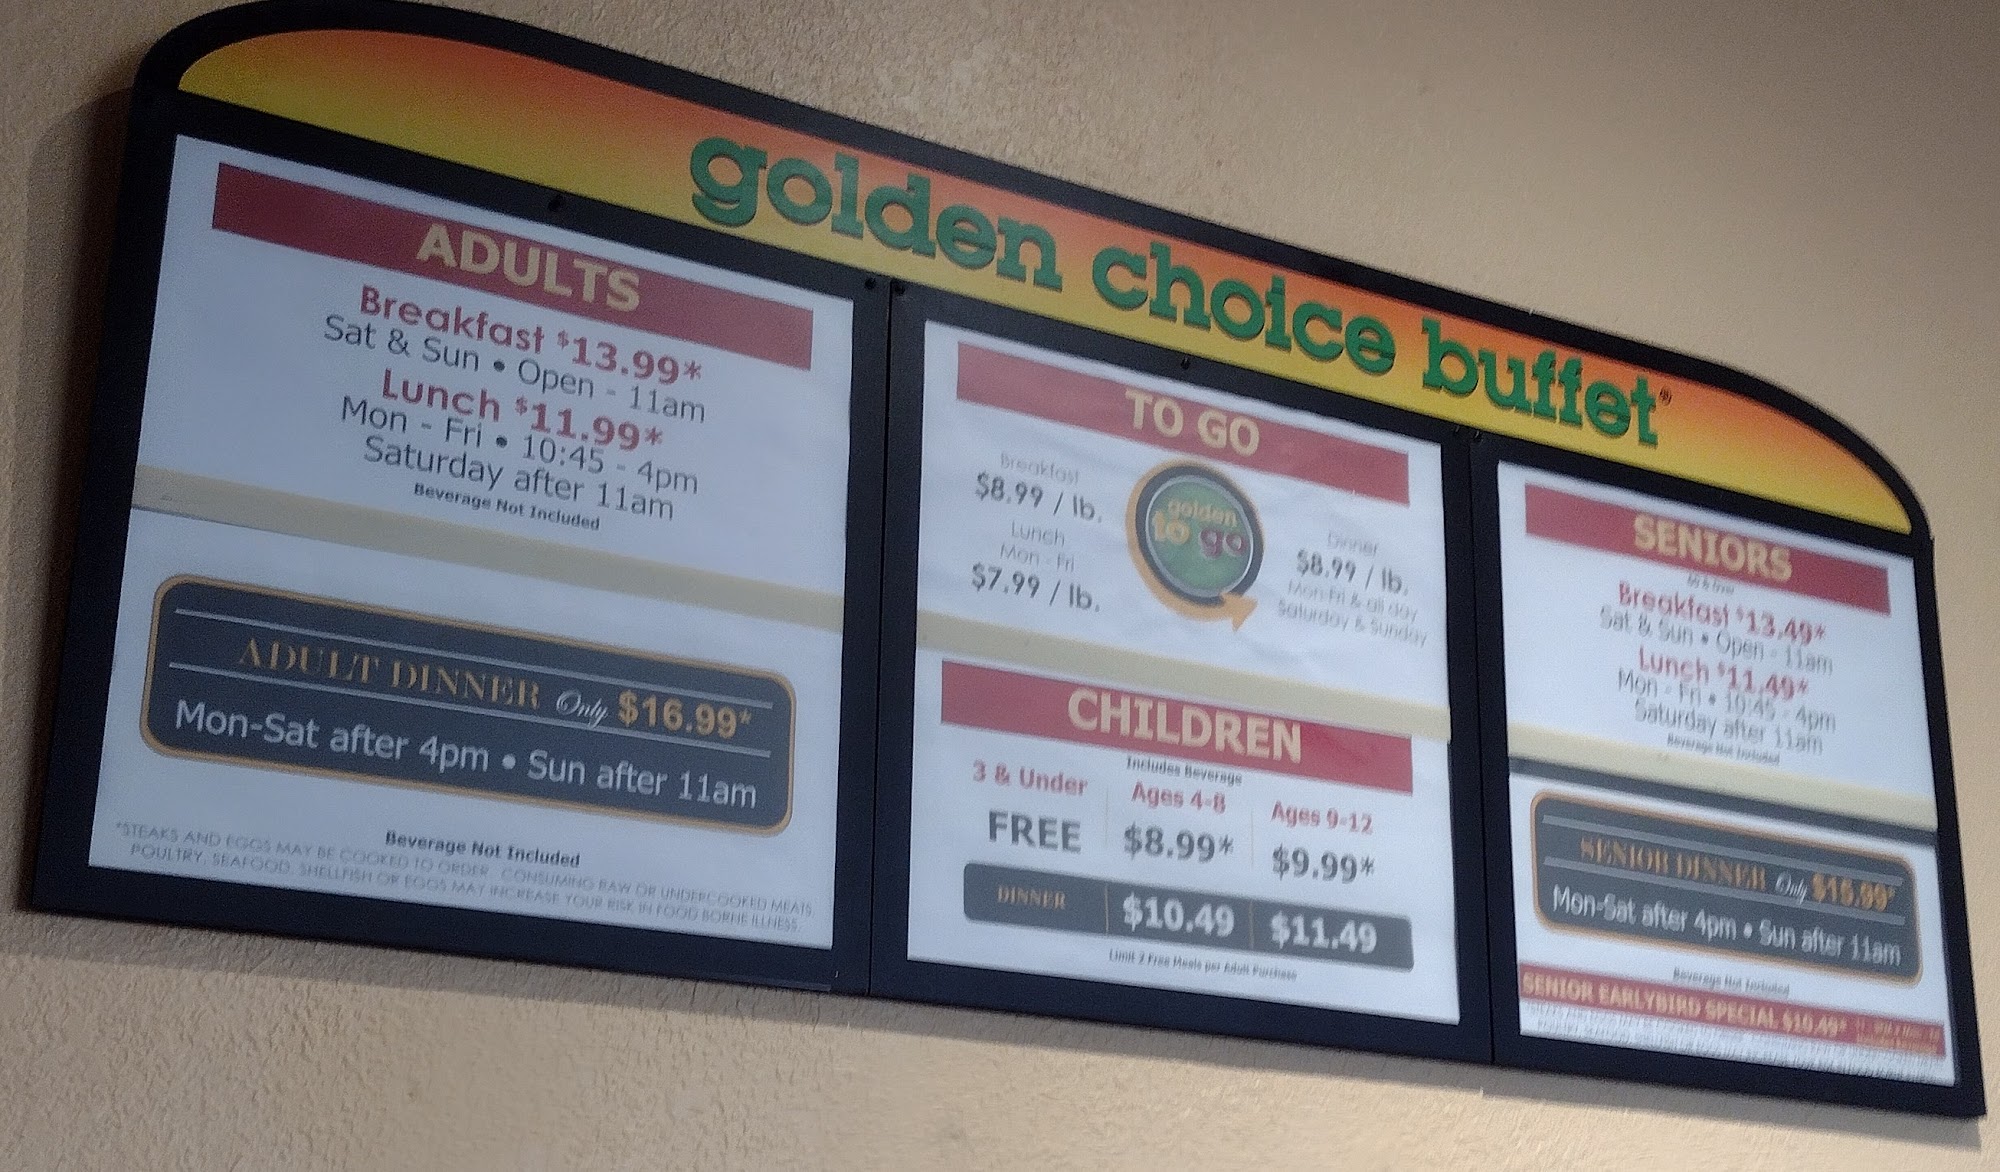 golden choice buffet®
ADULTS
Breakfast $13.99*
Sat & Sun • Open - 11am
Lunch $11.99*
Mon - Fri • 10:45 - 4pm
Saturday after 11am
Beverage Not Included
ADULT DINNER Only $16.99*
Mon-Sat after 4pm • Sun after 11am
Beverage Not Included
*STEAKS AND EGGS MAY BE COOKED TO ORDER. CONSUMING RAW OR UNDERCOOKED MEATS,
POULTRY, SEAFOOD, SHELLFISH OR EGGS MAY INCREASE YOUR RISK IN FOOD BORNE ILLNESS.
TO GO
Breakfast
$8.99 / lb.
Lunch
Mon - Fri
$7.99 / lb.
golden
to go
Dinner
$8.99 / lb.
Mon-Fri & all day
Saturday & Sunday
CHILDREN
Includes Beverage
3 & Under
FREE
Ages 4-8
$8.99*
Ages 9-12
$9.99*
DINNER $10.49 $11.49
Limit 2 Free Meals per Adult Purchase
SENIORS
Breakfast $13.49*
Sat & Sun • Open - 11am
Lunch $11.49*
Mon - Fri • 10:45 - 4pm
Saturday after 11am
Beverage Not Included
SENIOR DINNER Only $15.99*
Mon-Sat after 4pm • Sun after 11am
Beverage Not Included
SENIOR EARLYBIRD SPECIAL $10.49*